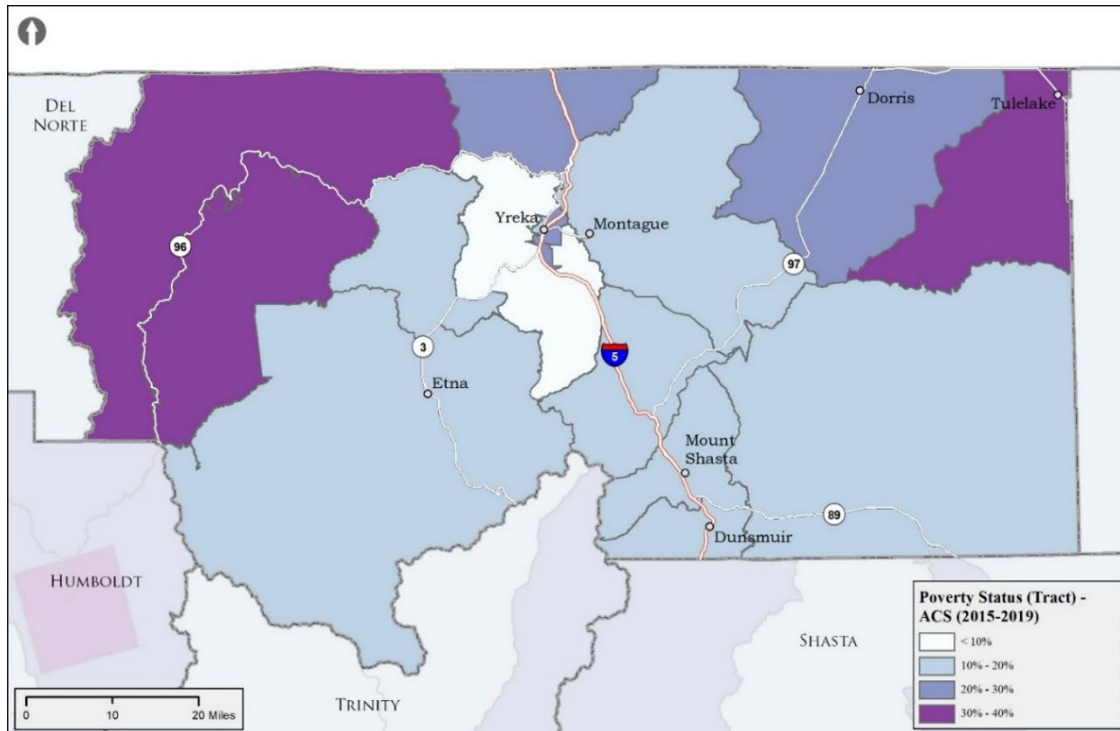 DEL
NORTE
Dorris
Tulelake
Yreka
Montague
96
97
3
5
Etna
Mount
Shasta
89
Dunsmuir
HUMBOLDT
SHASTA
TRINITY
0 10 20 Miles
Poverty Status (Tract) -
ACS (2015-2019)
< 10%
10% - 20%
20% - 30%
30% - 40%